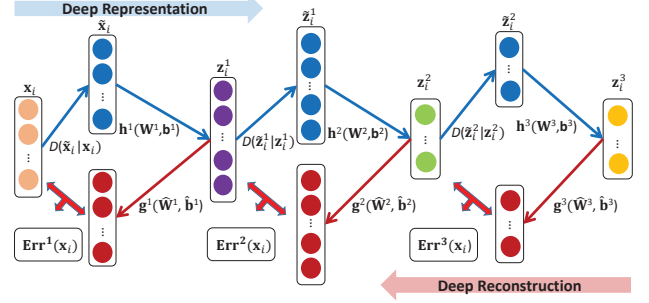 Deep Representation
x̃ᵢ
z̃ᵢ¹
z̃ᵢ²
xᵢ
zᵢ¹
zᵢ²
zᵢ³
D(x̃ᵢ|xᵢ)
h¹(W¹,b¹)
D(z̃ᵢ¹|zᵢ¹)
h²(W²,b²)
D(z̃ᵢ²|zᵢ²)
h³(W³,b³)
g¹(Ŵ¹, b̂¹)
g²(Ŵ², b̂²)
g³(Ŵ³, b̂³)
Err¹(xᵢ)
Err²(xᵢ)
Err³(xᵢ)
Deep Reconstruction